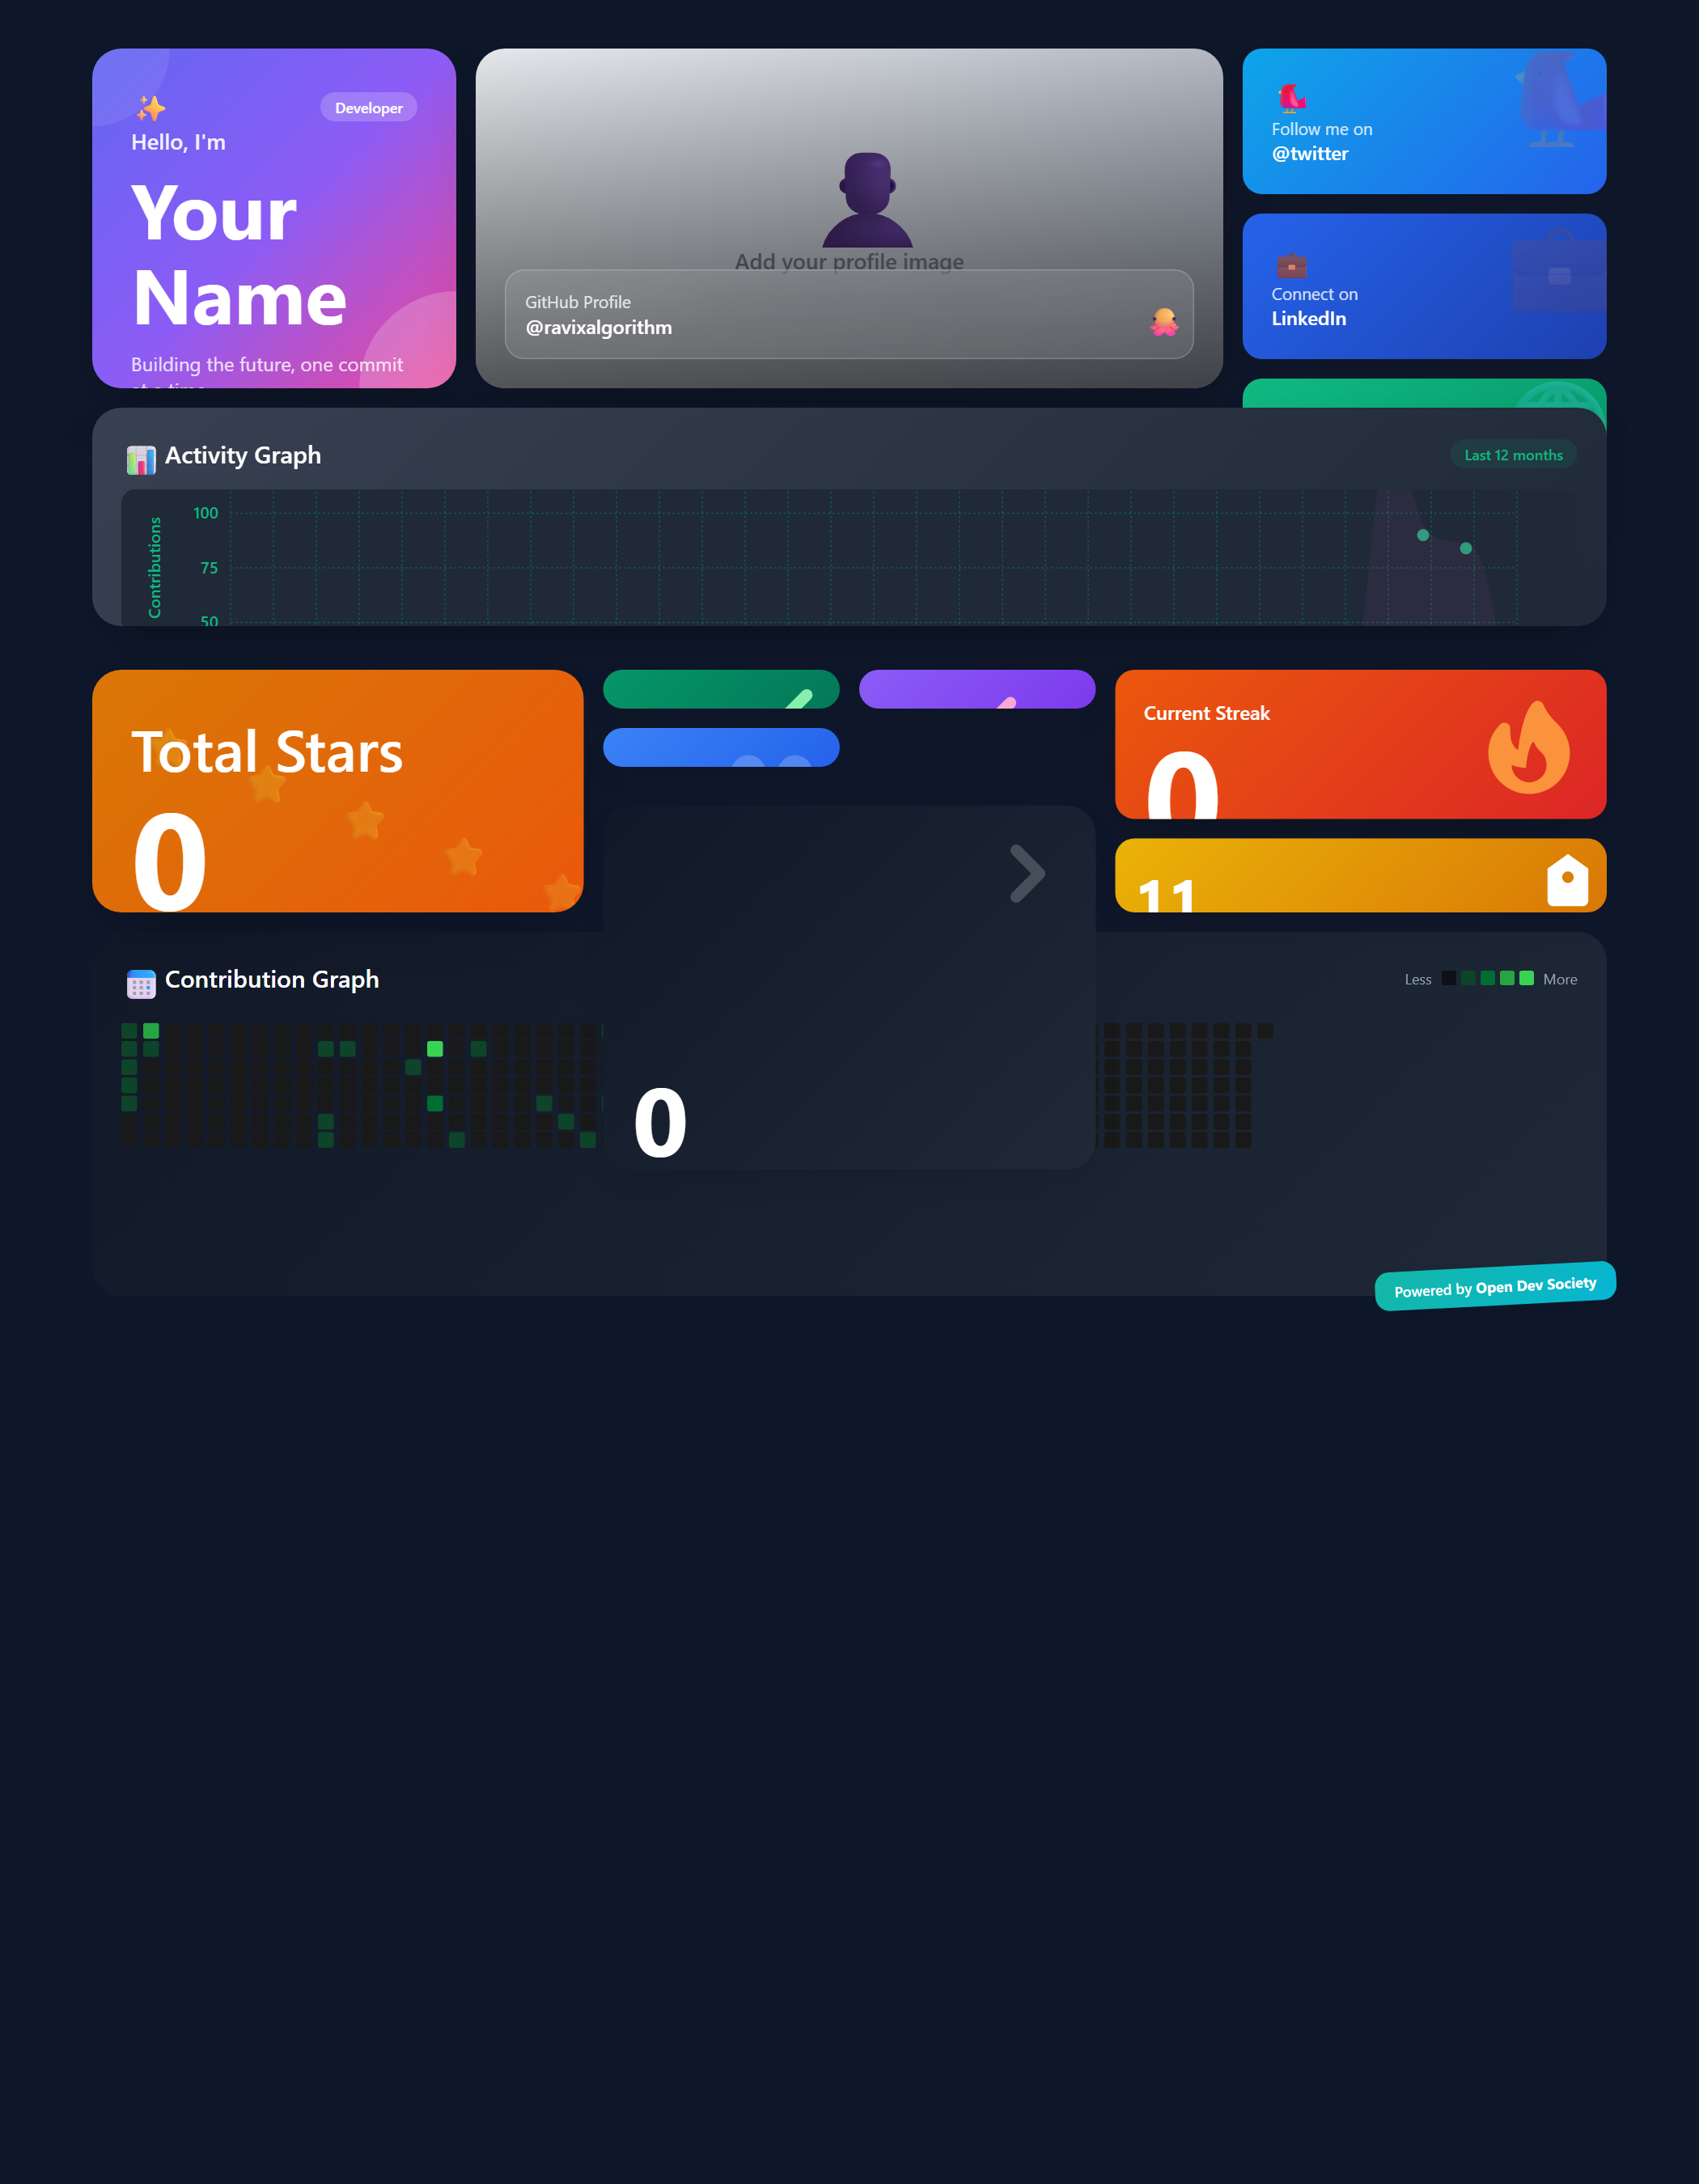 Developer
Hello, I'm
Your
Name
Building the future, one commit
at a time
Add your profile image
GitHub Profile
@ravixalgorithm
Follow me on
@twitter
Connect on
LinkedIn
Activity Graph
Last 12 months
Contributions
100
75
50
Total Stars
0
Current Streak
0
11
0
Contribution Graph
Less
More
Powered by Open Dev Society